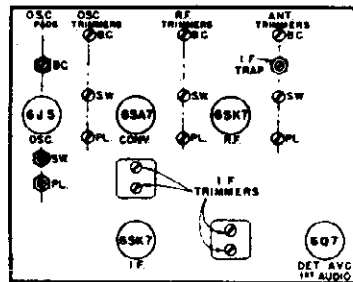 OSC. PADS
OSC. TRIMMERS
R.F. TRIMMERS
ANT. TRIMMERS
BC
BC
BC
BC
I.F. TRAP
SW
SW
SW
6J5
6SA7
6SK7
OSC.
CONV.
R.F.
PL.
PL.
PL.
SW.
PL.
I.F. TRIMMERS
6SK7
I.F.
6Q7
DET. AVC
1ST AUDIO